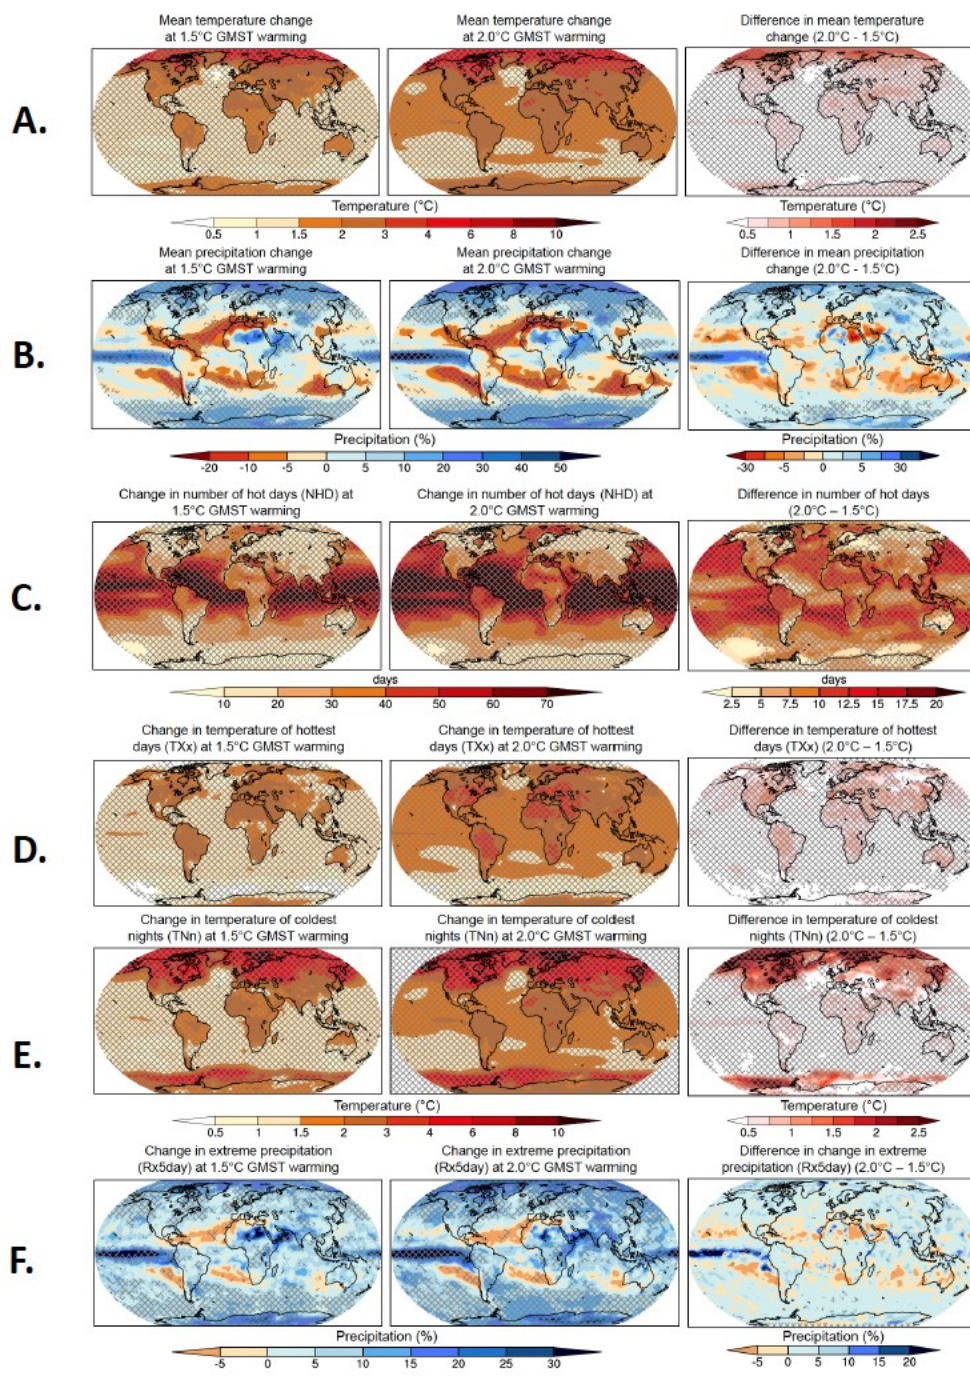 Mean temperature change
at 1.5°C GMST warming
Mean temperature change
at 2.0°C GMST warming
Difference in mean temperature
change (2.0°C - 1.5°C)
A.
Temperature (°C)
0.5 1 1.5 2 3 4 6 8 10
Temperature (°C)
0.5 1 1.5 2 2.5
Mean precipitation change
at 1.5°C GMST warming
Mean precipitation change
at 2.0°C GMST warming
Difference in mean precipitation
change (2.0°C - 1.5°C)
B.
Precipitation (%)
-20 -10 -5 0 5 10 20 30 40 50
Precipitation (%)
-30 -10 -5 0 5 10 30
Change in number of hot days (NHD) at
1.5°C GMST warming
Change in number of hot days (NHD) at
2.0°C GMST warming
Difference in number of hot days
(2.0°C – 1.5°C)
C.
days
10 20 30 40 50 60 70
days
2.5 5 7.5 10 12.5 15 17.5 20
Change in temperature of hottest
days (TXx) at 1.5°C GMST warming
Change in temperature of hottest
days (TXx) at 2.0°C GMST warming
Difference in temperature of hottest
days (TXx) (2.0°C – 1.5°C)
D.
Change in temperature of coldest
nights (TNn) at 1.5°C GMST warming
Change in temperature of coldest
nights (TNn) at 2.0°C GMST warming
Difference in temperature of coldest
nights (TNn) (2.0°C – 1.5°C)
E.
Temperature (°C)
0.5 1 1.5 2 3 4 6 8 10
Temperature (°C)
0.5 1 1.5 2 2.5
Change in extreme precipitation
(Rx5day) at 1.5°C GMST warming
Change in extreme precipitation
(Rx5day) at 2.0°C GMST warming
Difference in change in extreme
precipitation (Rx5day) (2.0°C – 1.5°C)
F.
Precipitation (%)
-5 0 5 10 15 20 25 30
Precipitation (%)
-5 0 5 10 15 20